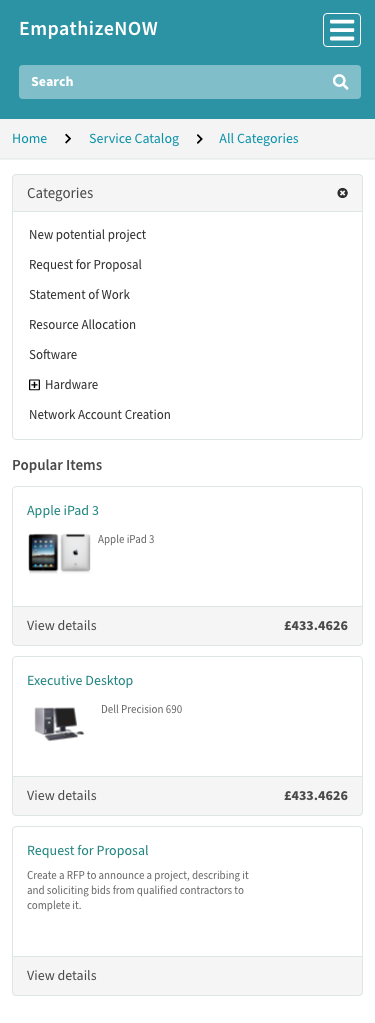 EmpathizeNOW
Search
Home > Service Catalog > All Categories
Categories
New potential project
Request for Proposal
Statement of Work
Resource Allocation
Software
Hardware
Network Account Creation
Popular Items
Apple iPad 3
Apple iPad 3
View details £433.4626
Executive Desktop
Dell Precision 690
View details £433.4626
Request for Proposal
Create a RFP to announce a project, describing it
and soliciting bids from qualified contractors to
complete it.
View details